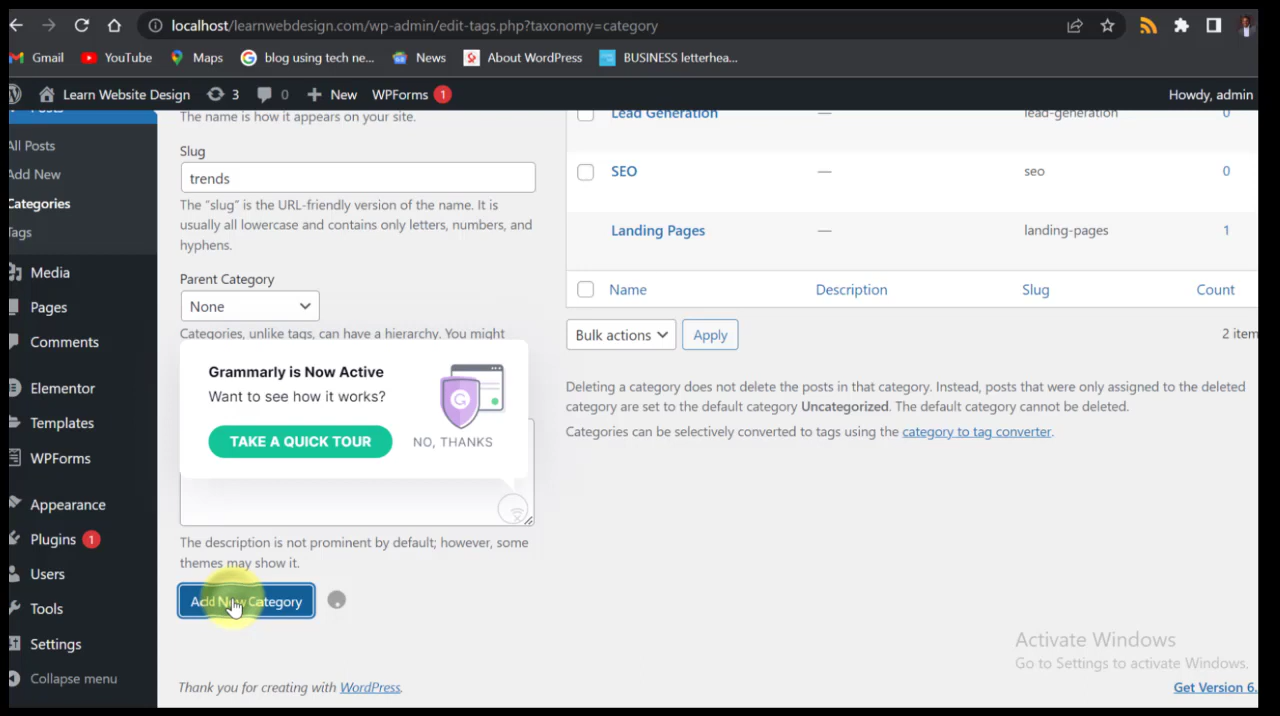 localhost/learnwebdesign.com/wp-admin/edit-tags.php?taxonomy=category
Gmail YouTube Maps blog using tech ne... News About WordPress BUSINESS letterhea...
Learn Website Design 3 0 New WPForms 1 Howdy, admin
All Posts
Add New
Categories
Tags
Media
Pages
Comments
Elementor
Templates
WPForms
Appearance
Plugins 1
Users
Tools
Settings
Collapse menu
The name is how it appears on your site.
Slug
trends
The “slug” is the URL-friendly version of the name. It is
usually all lowercase and contains only letters, numbers, and
hyphens.
Parent Category
None
Categories, unlike tags, can have a hierarchy. You might
Grammarly is Now Active
Want to see how it works?
TAKE A QUICK TOUR NO, THANKS
The description is not prominent by default; however, some
themes may show it.
Add New Category
Lead Generation — lead-generation 0
SEO — seo 0
Landing Pages — landing-pages 1
Name Description Slug Count
Bulk actions Apply 2 item
Deleting a category does not delete the posts in that category. Instead, posts that were only assigned to the deleted
category are set to the default category Uncategorized. The default category cannot be deleted.
Categories can be selectively converted to tags using the category to tag converter.
Activate Windows
Go to Settings to activate Windows.
Thank you for creating with WordPress. Get Version 6.